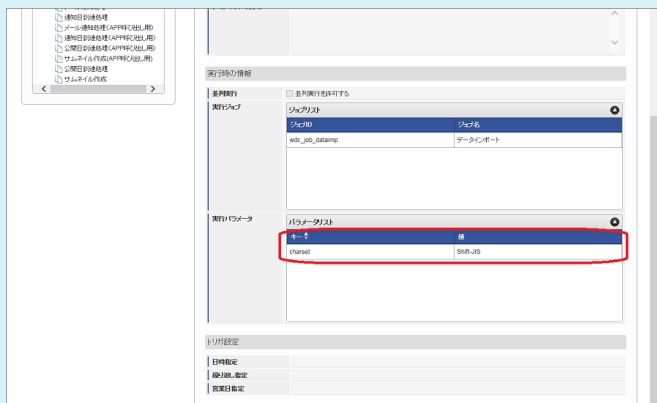 通知日到達処理
メール通知処理(APP呼び出し用)
通知日到達処理(APP呼び出し用)
公開日到達処理(APP呼び出し用)
サムネイル作成(APP呼び出し用)
公開日到達処理
サムネイル作成
実行時の情報
並列実行
並列実行を許可する
実行ジョブ
ジョブリスト
ジョブID ジョブ名
wdc_job_dataimp データインポート
実行パラメータ
パラメータリスト
キー 値
charset Shift-JIS
トリガ設定
日時指定
繰り返し指定
営業日指定